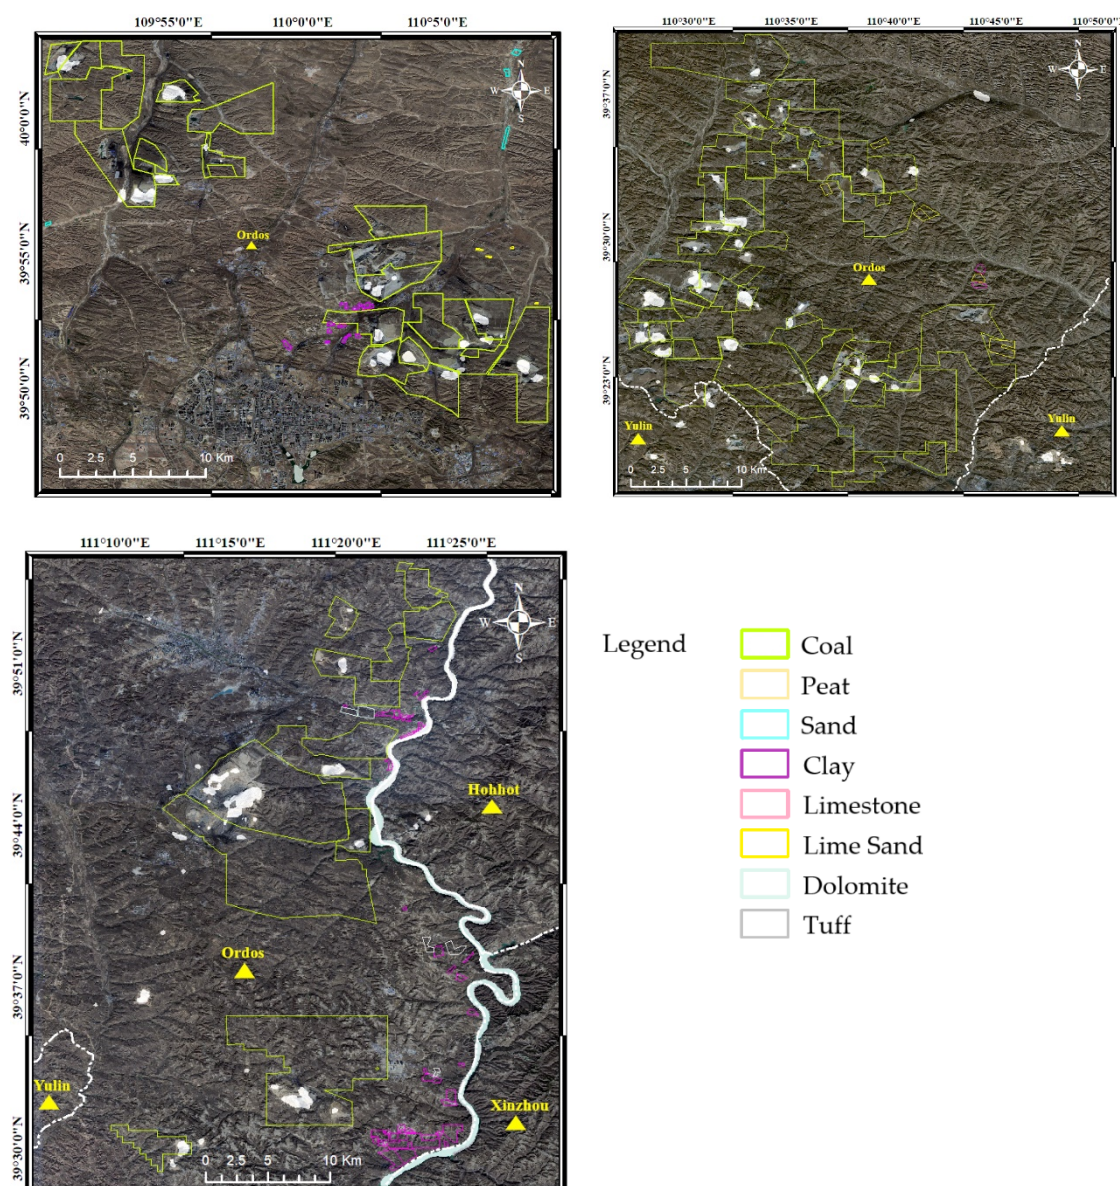 109°55'0"E 110°0'0"E 110°5'0"E
40°0'0"N
39°55'0"N
39°50'0"N
N
W E
S
Ordos
0 2.5 5 10 Km
110°30'0"E 110°35'0"E 110°40'0"E 110°45'0"E 110°50'0"E
39°37'0"N
39°30'0"N
39°23'0"N
N
W E
S
Ordos
Yulin
Yulin
0 2.5 5 10 Km
111°10'0"E 111°15'0"E 111°20'0"E 111°25'0"E
39°51'0"N
39°44'0"N
39°37'0"N
39°30'0"N
N
W E
S
Hohhot
Ordos
Yulin
Xinzhou
0 2.5 5 10 Km
Legend
Coal
Peat
Sand
Clay
Limestone
Lime Sand
Dolomite
Tuff